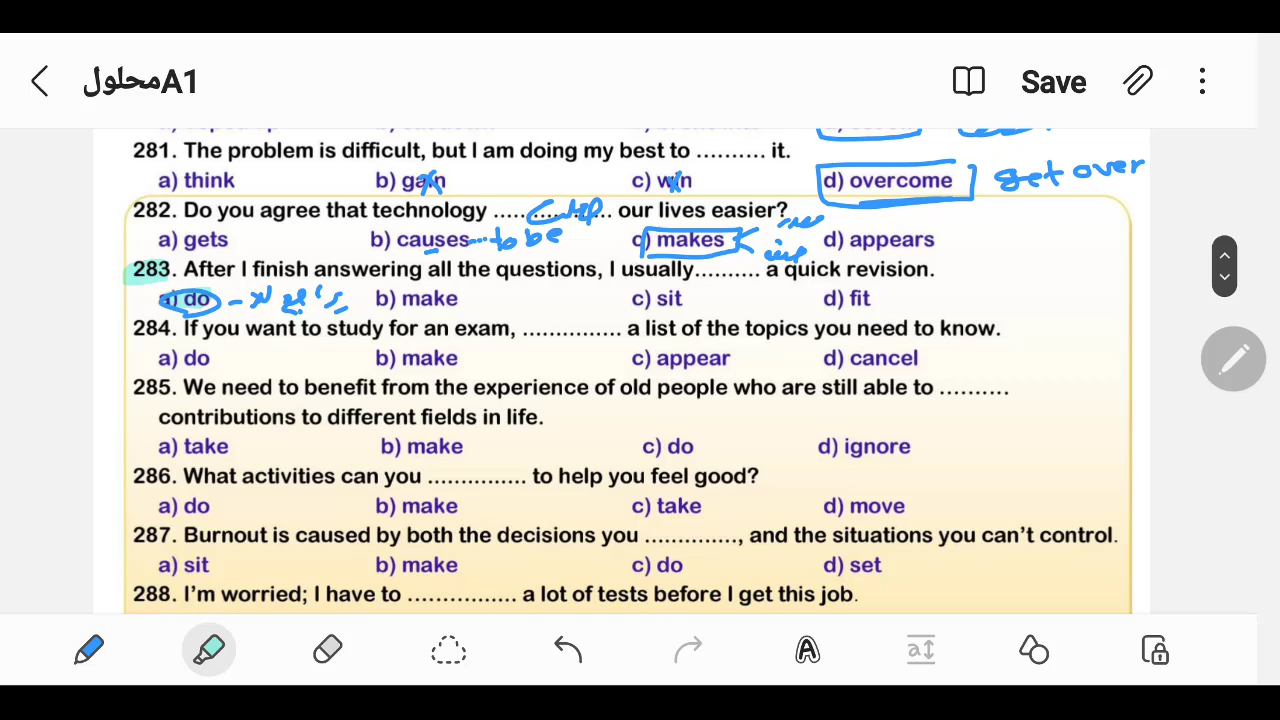 محلولA1
Save
281. The problem is difficult, but I am doing my best to .......... it.
a) think b) gain c) win d) overcome get over
282. Do you agree that technology .................. our lives easier?
a) gets b) causes to be c) makes d) appears
283. After I finish answering all the questions, I usually.......... a quick revision.
a) do b) make c) sit d) fit
284. If you want to study for an exam, ............... a list of the topics you need to know.
a) do b) make c) appear d) cancel
285. We need to benefit from the experience of old people who are still able to ..........
contributions to different fields in life.
a) take b) make c) do d) ignore
286. What activities can you ............... to help you feel good?
a) do b) make c) take d) move
287. Burnout is caused by both the decisions you ............., and the situations you can't control.
a) sit b) make c) do d) set
288. I'm worried; I have to ................ a lot of tests before I get this job.